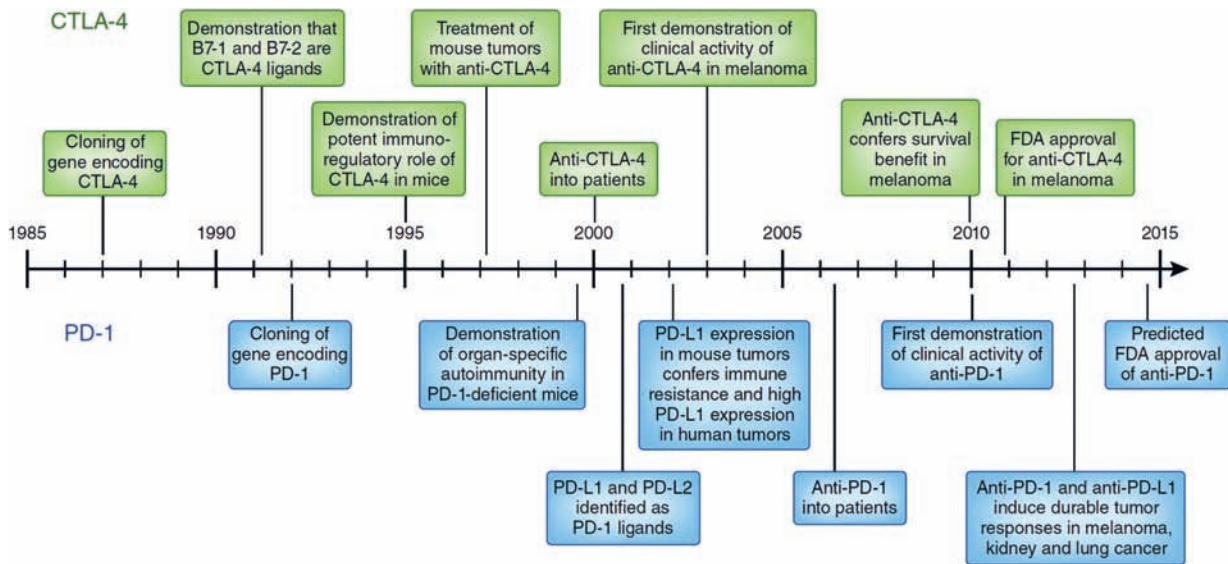 CTLA-4
Demonstration that
B7-1 and B7-2 are
CTLA-4 ligands
Treatment of
mouse tumors
with anti-CTLA-4
First demonstration of
clinical activity of
anti-CTLA-4 in melanoma
Cloning of
gene encoding
CTLA-4
Demonstration of
potent immuno-
regulatory role of
CTLA-4 in mice
Anti-CTLA-4
into patients
Anti-CTLA-4
confers survival
benefit in
melanoma
FDA approval
for anti-CTLA-4
in melanoma
1985
1990
1995
2000
2005
2010
2015
PD-1
Cloning of
gene encoding
PD-1
Demonstration
of organ-specific
autoimmunity in
PD-1-deficient mice
PD-L1 expression
in mouse tumors
confers immune
resistance and high
PD-L1 expression
in human tumors
First demonstration
of clinical activity of
anti-PD-1
Predicted
FDA approval
of anti-PD-1
PD-L1 and PD-L2
identified as
PD-1 ligands
Anti-PD-1
into patients
Anti-PD-1 and anti-PD-L1
induce durable tumor
responses in melanoma,
kidney and lung cancer